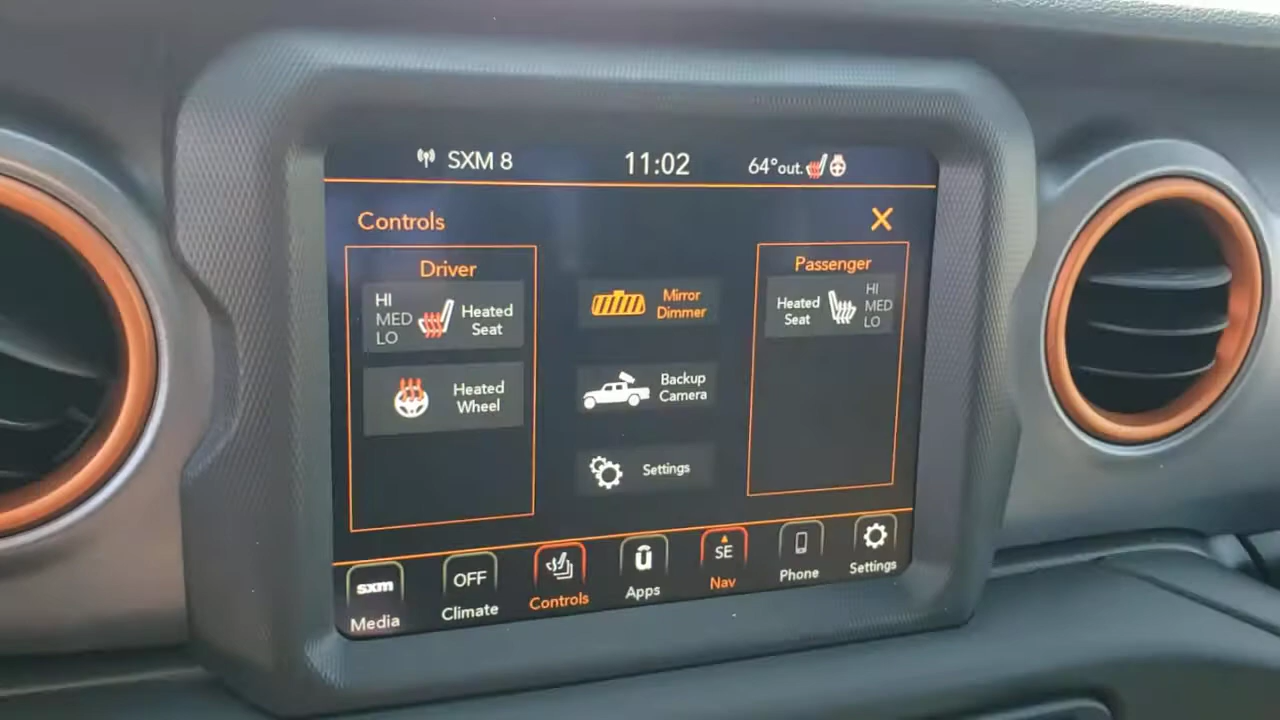 SXM 8
11:02
64°out.
Controls
X
Driver
HI
MED
LO
Heated
Seat
Heated
Wheel
Mirror
Dimmer
Backup
Camera
Settings
Passenger
Heated
Seat
HI
MED
LO
sxm
Media
OFF
Climate
Controls
ū
Apps
SE
Nav
Phone
Settings